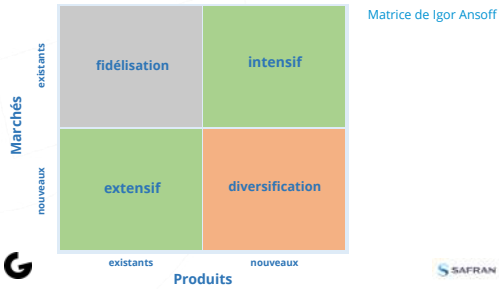 Matrice de Igor Ansoff
existants
fidélisation
intensif
Marchés
nouveaux
extensif
diversification
existants
nouveaux
Produits
G
SAFRAN